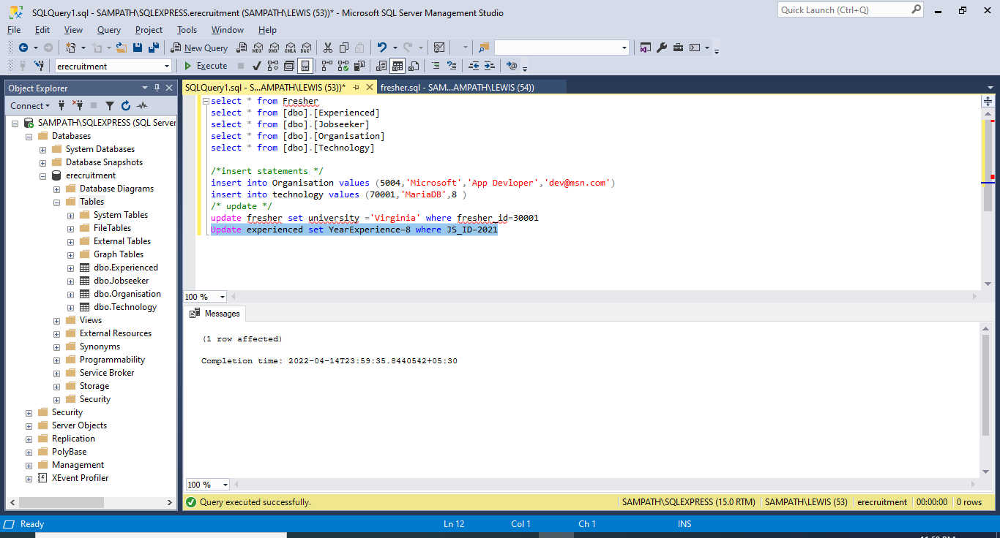 SQLQuery1.sql - SAMPATH\SQLEXPRESS.erecruitment (SAMPATH\LEWIS (53))* - Microsoft SQL Server Management Studio
Quick Launch (Ctrl+Q)
File Edit View Query Project Tools Window Help
New Query
MDX DMX XMLA DAX
erecruitment
Execute
Object Explorer
Connect
SAMPATH\SQLEXPRESS (SQL Server
Databases
System Databases
Database Snapshots
erecruitment
Database Diagrams
Tables
System Tables
FileTables
External Tables
Graph Tables
dbo.Experienced
dbo.Jobseeker
dbo.Organisation
dbo.Technology
Views
External Resources
Synonyms
Programmability
Service Broker
Storage
Security
Security
Server Objects
Replication
PolyBase
Management
XEvent Profiler
SQLQuery1.sql - S...AMPATH\LEWIS (53))*
fresher.sql - SAM...AMPATH\LEWIS (54))
select * from Fresher
select * from [dbo].[Experienced]
select * from [dbo].[Jobseeker]
select * from [dbo].[Organisation]
select * from [dbo].[Technology]
/*insert statements */
insert into Organisation values (5004,'Microsoft','App Devloper','dev@msn.com')
insert into technology values (70001,'MariaDB',8 )
/* update */
update fresher set university ='Virginia' where fresher_id=30001
Update experienced set YearExperience=8 where JS_ID=2021
100 %
Messages
(1 row affected)
Completion time: 2022-04-14T23:59:35.8440542+05:30
100 %
Query executed successfully.
SAMPATH\SQLEXPRESS (15.0 RTM) SAMPATH\LEWIS (53) erecruitment 00:00:00 0 rows
Ready Ln 12 Col 1 Ch 1 INS